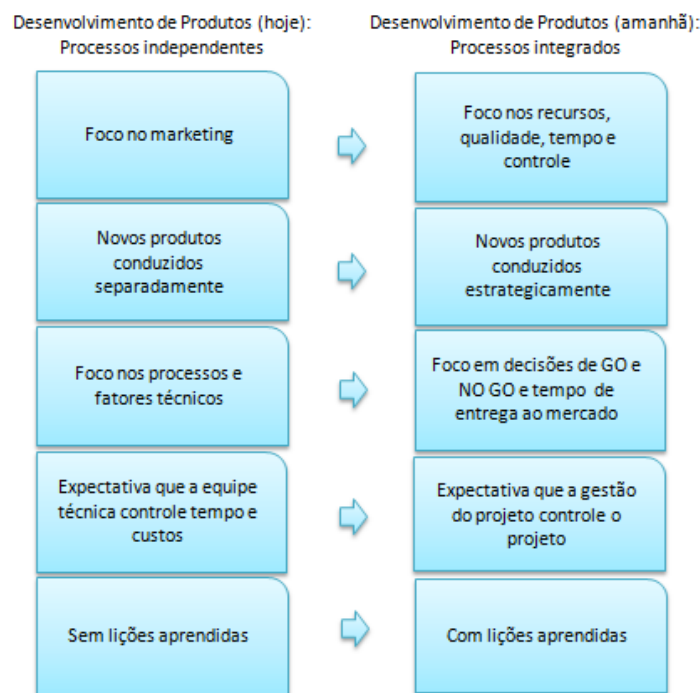 Desenvolvimento de Produtos (hoje):
Processos independentes
Desenvolvimento de Produtos (amanhã):
Processos integrados
Foco no marketing
Foco nos recursos,
qualidade, tempo e
controle
Novos produtos
conduzidos
separadamente
Novos produtos
conduzidos
estrategicamente
Foco nos processos e
fatores técnicos
Foco em decisões de GO e
NO GO e tempo de
entrega ao mercado
Expectativa que a equipe
técnica controle tempo e
custos
Expectativa que a gestão
do projeto controle o
projeto
Sem lições aprendidas
Com lições aprendidas